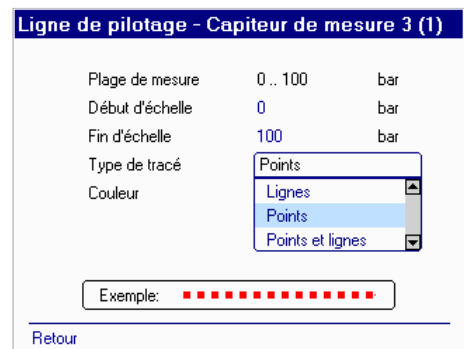 Ligne de pilotage - Capiteur de mesure 3 (1)
Plage de mesure 0 .. 100 bar
Début d'échelle 0 bar
Fin d'échelle 100 bar
Type de tracé Points
Couleur Lignes
Points
Points et lignes
Exemple:
Retour